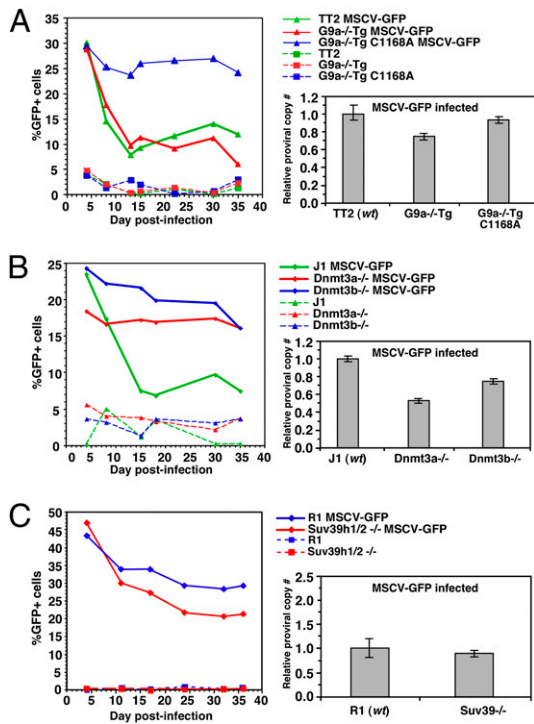 A
TT2 MSCV-GFP
G9a-/-Tg MSCV-GFP
G9a-/-Tg C1168A MSCV-GFP
TT2
G9a-/-Tg
G9a-/-Tg C1168A
%GFP+ cells
35
30
25
20
15
10
5
0
0 5 10 15 20 25 30 35 40
Day post-infection
Relative proviral copy #
MSCV-GFP infected
1.2
1.0
0.8
0.6
0.4
0.2
0
TT2 (wt) G9a-/-Tg G9a-/-Tg
C1168A
B
J1 MSCV-GFP
Dnmt3a-/- MSCV-GFP
Dnmt3b-/- MSCV-GFP
J1
Dnmt3a-/-
Dnmt3b-/-
%GFP+ cells
25
20
15
10
5
0
0 5 10 15 20 25 30 35 40
Day post-infection
Relative proviral copy #
MSCV-GFP infected
1.2
1.0
0.8
0.6
0.4
0.2
0
J1 (wt) Dnmt3a-/- Dnmt3b-/-
C
R1 MSCV-GFP
Suv39h1/2 -/- MSCV-GFP
R1
Suv39h1/2 -/-
%GFP+ cells
50
45
40
35
30
25
20
15
10
5
0
0 5 10 15 20 25 30 35 40
Day post-infection
Relative proviral copy #
MSCV-GFP infected
2.5
2.0
1.5
1.0
0.5
0
R1 (wt) Suv39-/-